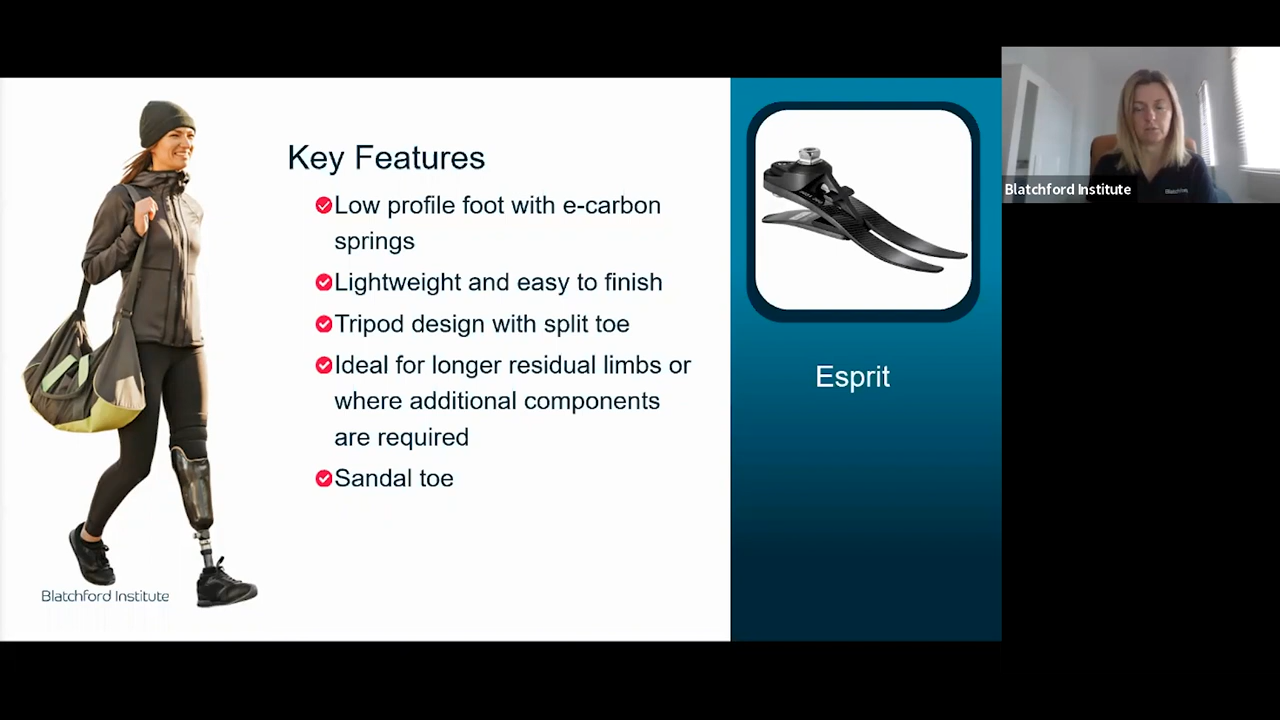 Key Features
Low profile foot with e-carbon
springs
Lightweight and easy to finish
Tripod design with split toe
Ideal for longer residual limbs or
where additional components
are required
Sandal toe
Blatchford Institute
Esprit
Blatchford Institute